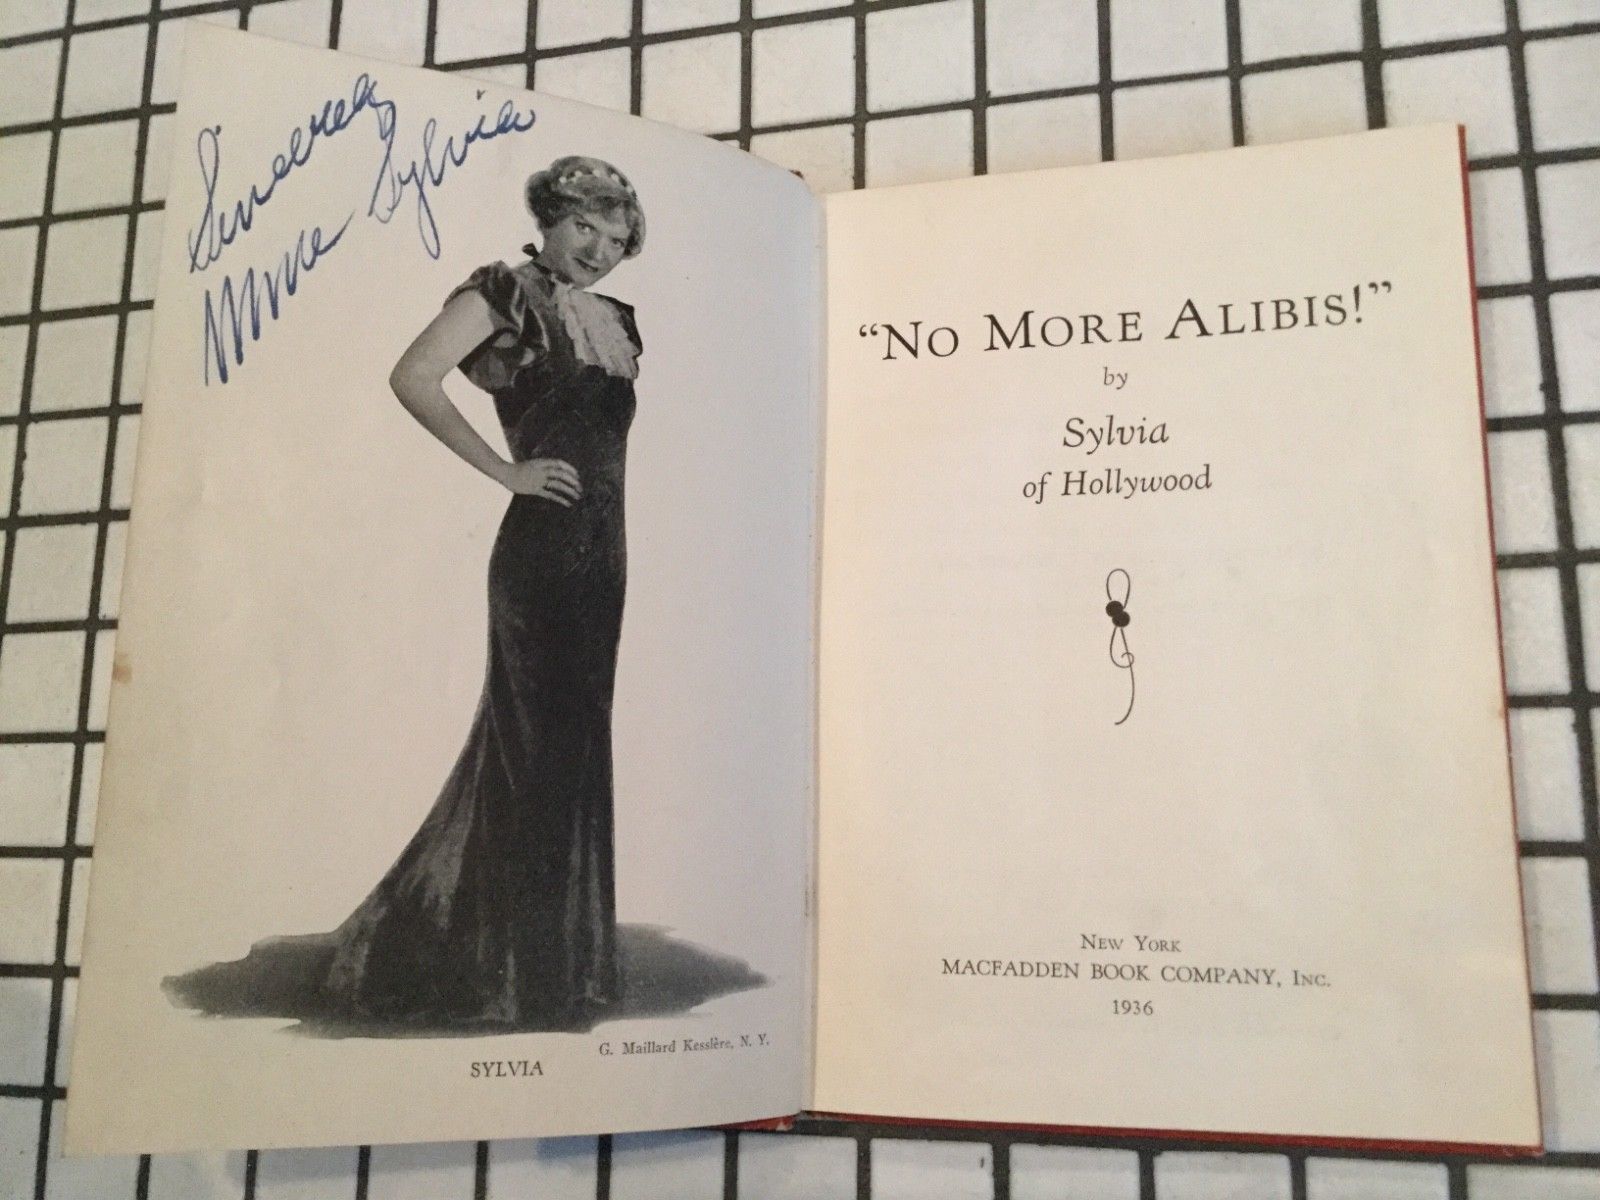 Sincerely
Mme Sylvia
G. Maillard Kesslère, N. Y.
SYLVIA
“NO MORE ALIBIS!”
by
Sylvia
of Hollywood
NEW YORK
MACFADDEN BOOK COMPANY, INC.
1936